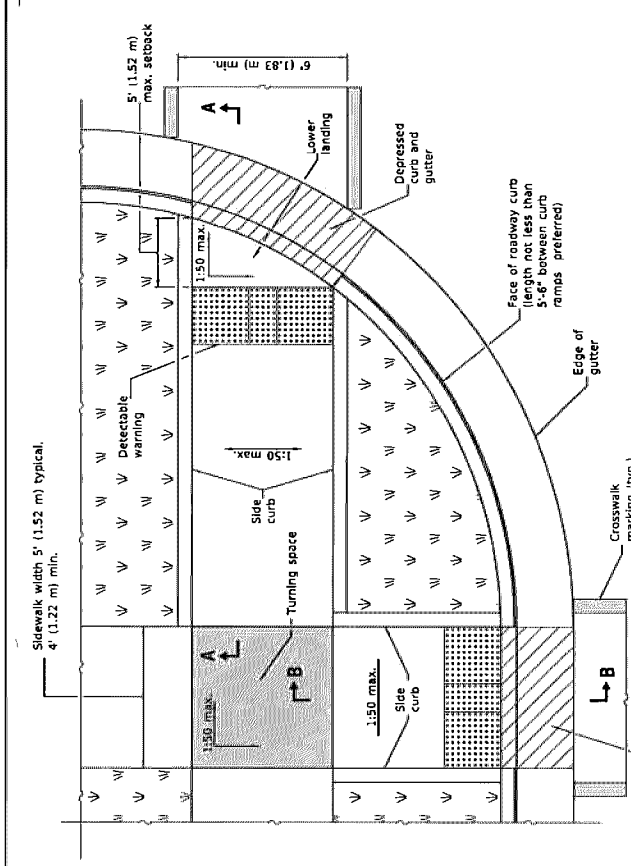 Sidewalk width 5' (1.52 m) typical.
4' (1.22 m) min.
5' (1.52 m)
max. setback
6' (1.83 m) min.
A
Lower
landing
1:50 max.
Detectable
warning
Depressed
curb and
gutter
1:50 max.
Side
curb
Face of roadway curb
(length not less than
5'-6" between curb
ramps preferred)
Turning space
Edge of
gutter
A
1:50 max.
B
1:50 max.
Side
curb
Crosswalk
B